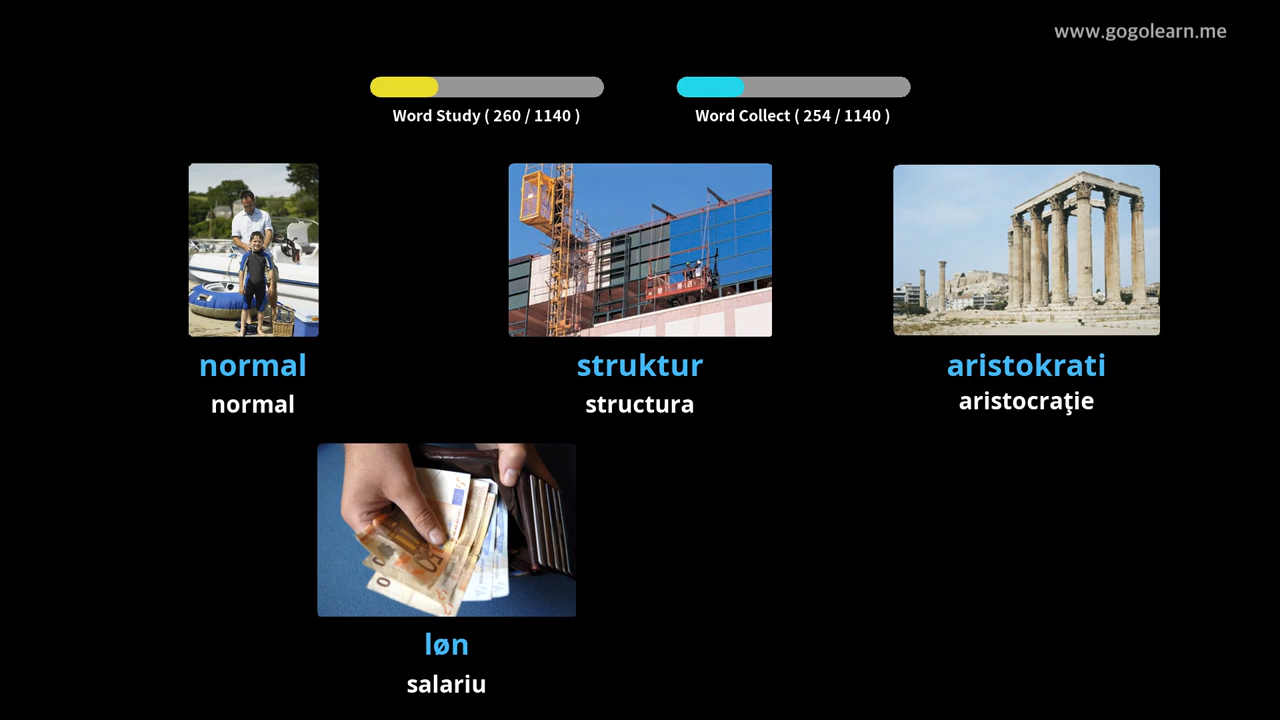 www.gogolearn.me
Word Study ( 260 / 1140 )
Word Collect ( 254 / 1140 )
normal
normal
struktur
structura
aristokrati
aristocraţie
50
løn
salariu